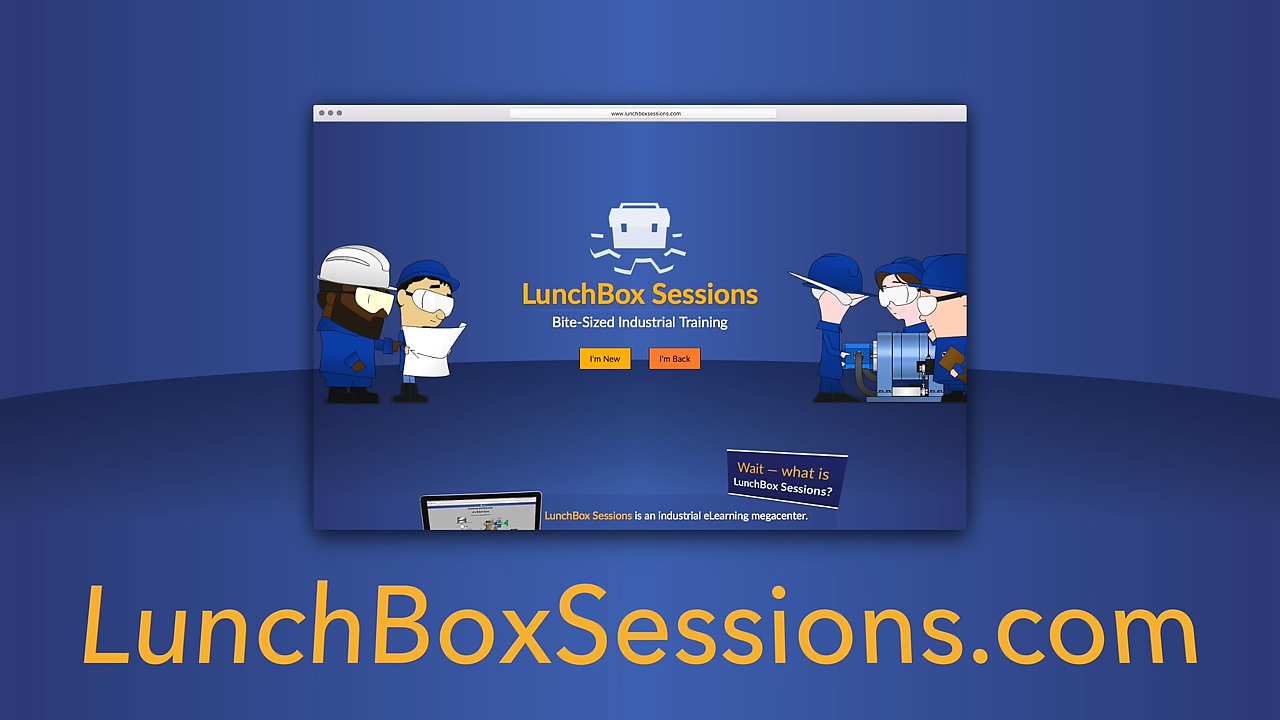 www.lunchboxsessions.com
LunchBox Sessions
Bite-Sized Industrial Training
I'm New
I'm Back
Wait — what is
LunchBox Sessions?
LunchBox Sessions is an industrial eLearning megacenter.
LunchBoxSessions.com